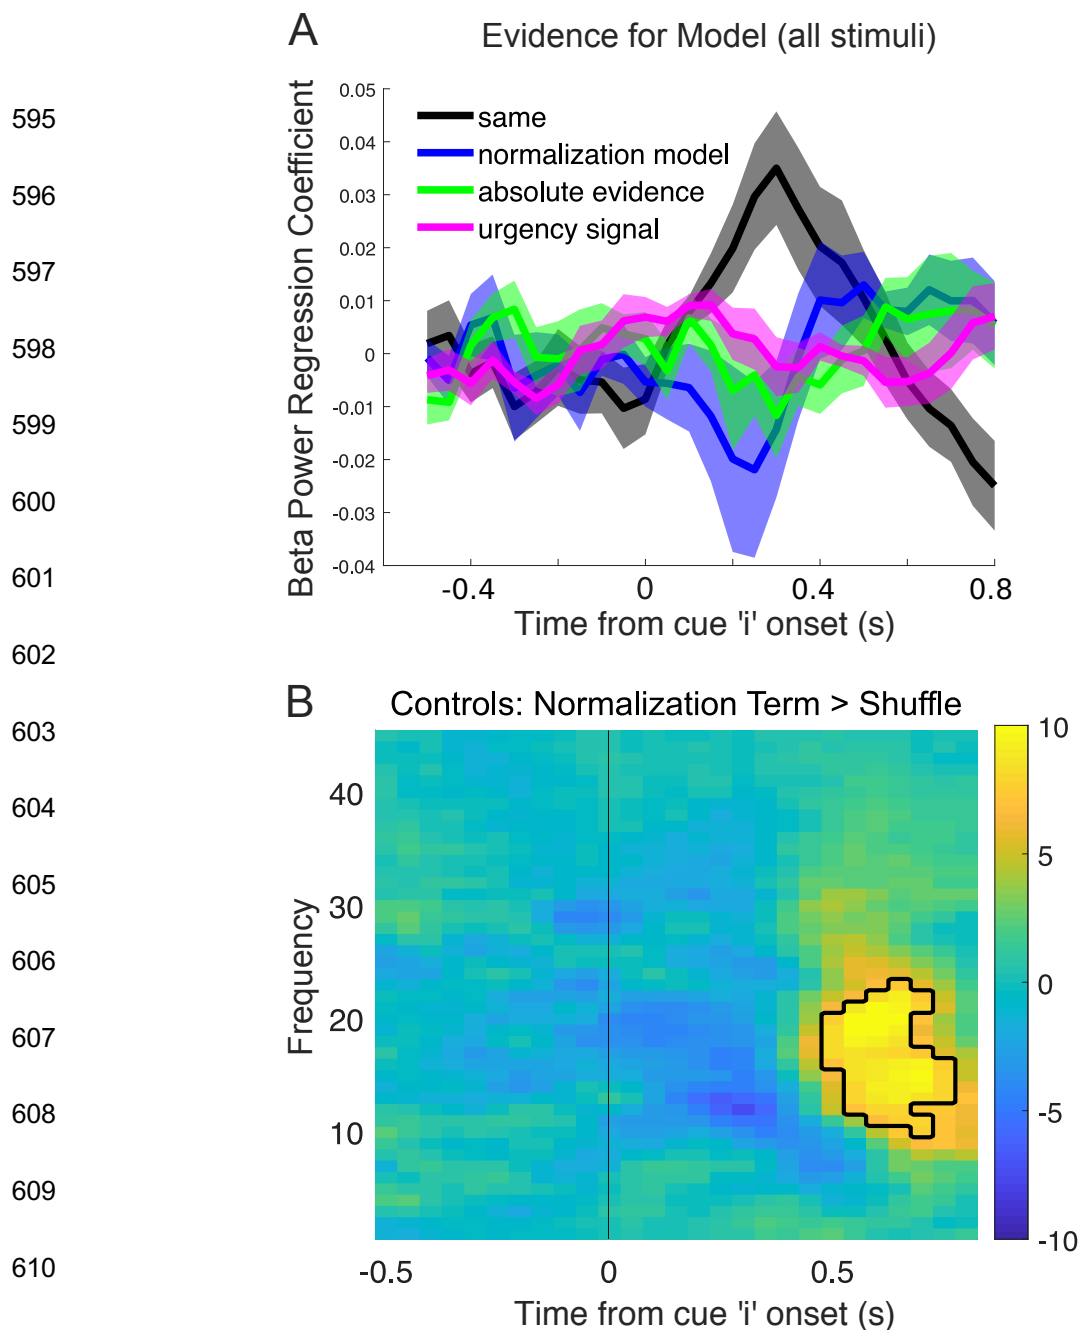 A
Evidence for Model (all stimuli)
Beta Power Regression Coefficient
0.05
0.04
0.03
0.02
0.01
0
-0.01
-0.02
-0.03
-0.04
same
normalization model
absolute evidence
urgency signal
-0.4 0 0.4 0.8
Time from cue 'i' onset (s)
B
Controls: Normalization Term > Shuffle
Frequency
40
30
20
10
10
5
0
-5
-10
-0.5 0 0.5
Time from cue 'i' onset (s)
595
596
597
598
599
600
601
602
603
604
605
606
607
608
609
610